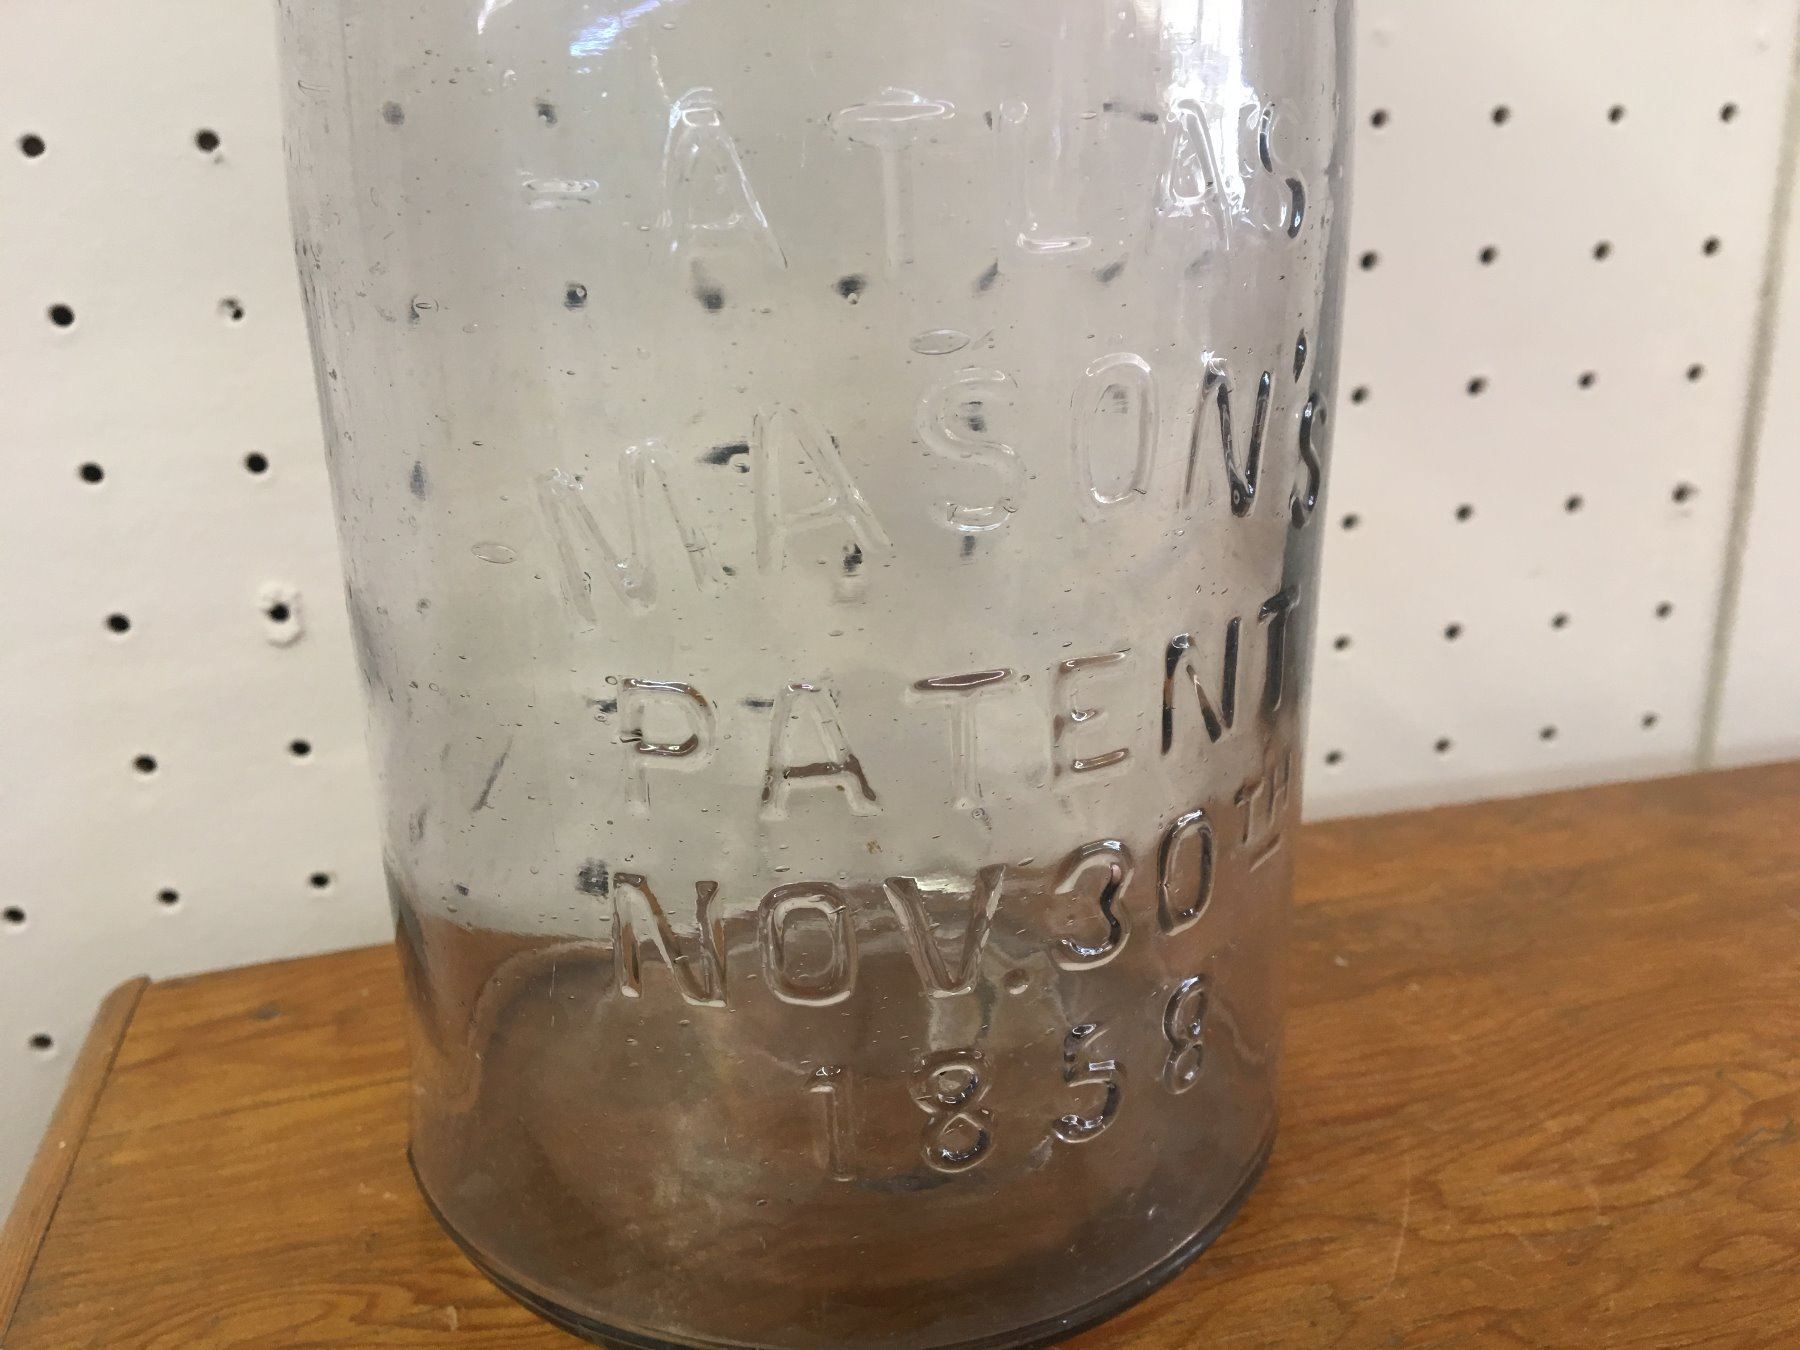 -ATLAS
MASON'S
PATENT
NOV. 30TH
1858